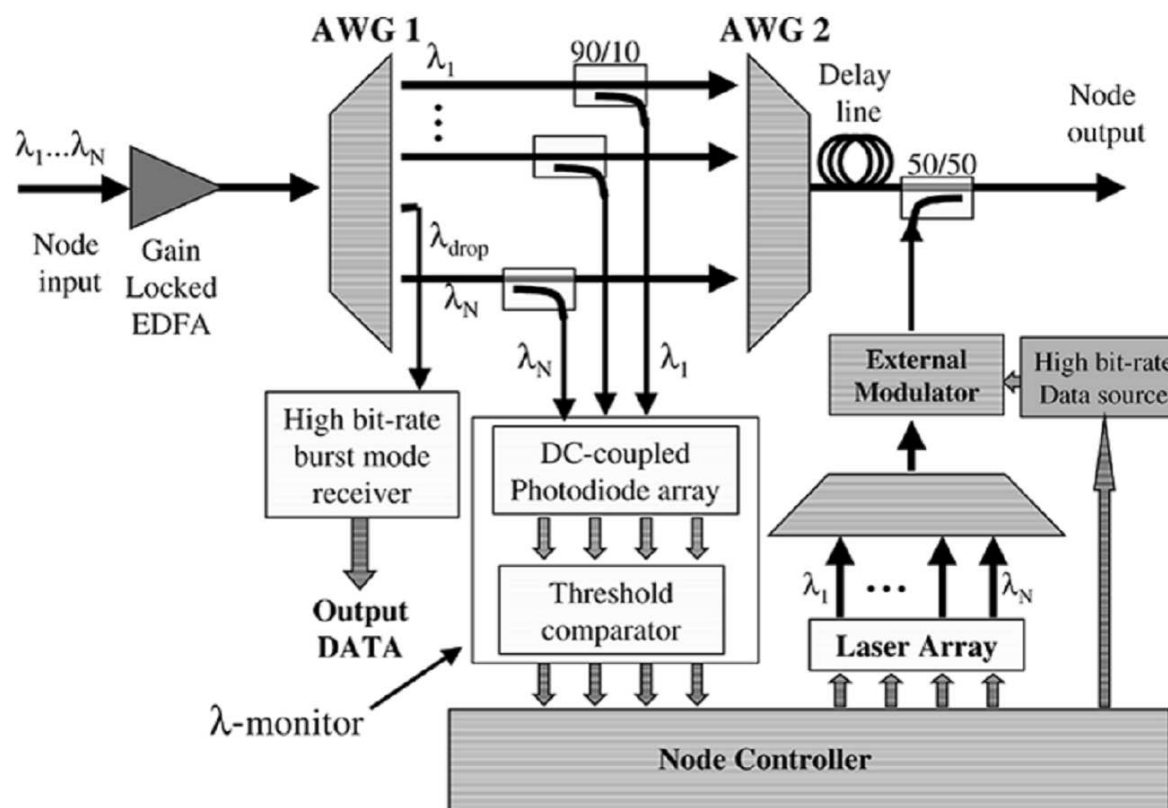 AWG 1
AWG 2
90/10
λ1
Delay
line
Node
output
λ1...λN
50/50
Node
input
Gain
Locked
EDFA
λdrop
λN
λN
λ1
External
Modulator
High bit-rate
Data source
High bit-rate
burst mode
receiver
DC-coupled
Photodiode array
Output
DATA
Threshold
comparator
λ1
...
λN
Laser Array
λ-monitor
Node Controller